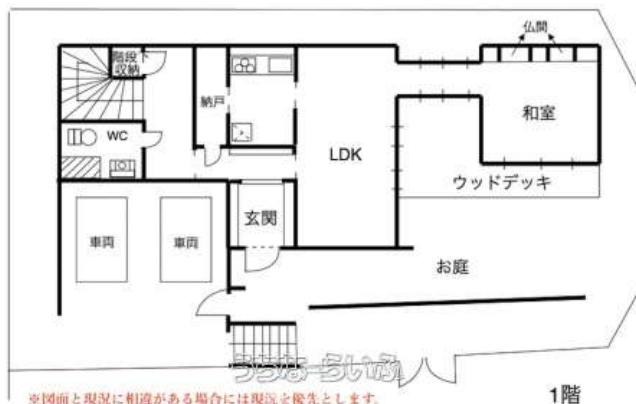 仏間
階段下
収納
納戸
和室
WC
LDK
ウッドデッキ
玄関
車両
車両
お庭
うちなーらいふ
※図面と現況に相違がある場合には現況を優先とします。
1階